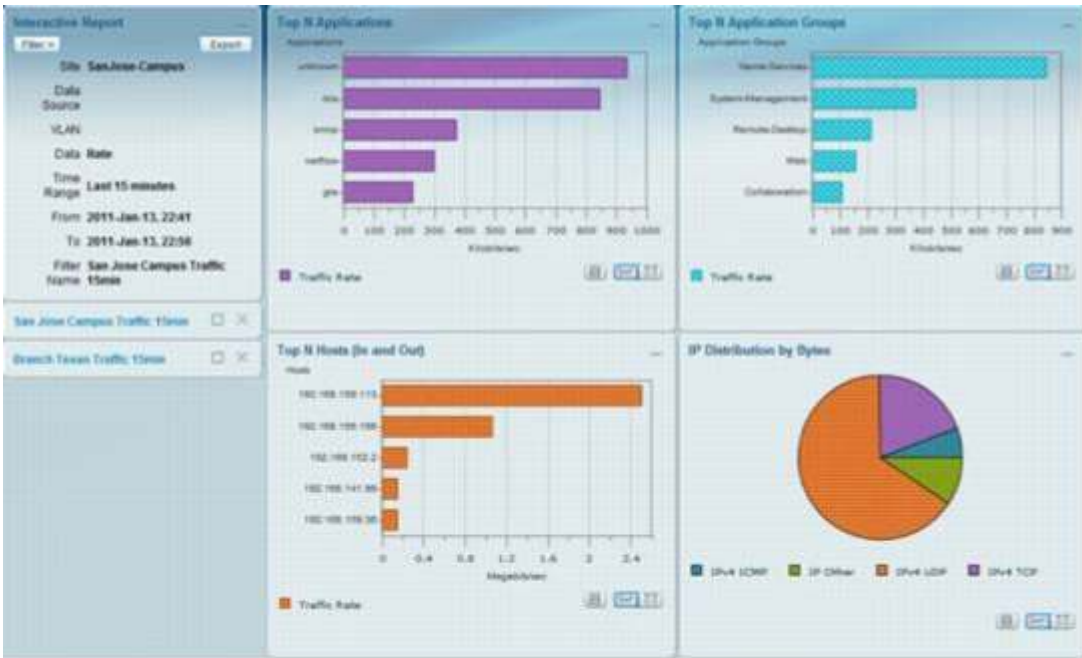 Interactive Report
Filter
Export
Site SanJose-Campus
Data Source
VLAN
Data Rate
Time Range Last 15 minutes
From 2011-Jan-13, 22:41
To 2011-Jan-13, 22:56
Filter Name San Jose Campus Traffic 15min
San Jose Campus Traffic 15min
Branch Texas Traffic 15min
Top N Applications
Applications
unknown
snmp
netflow
gre
0 100 200 300 400 500 600 700 800 900 1000
Traffic Rate
Top N Application Groups
Application Groups
Name-Services
System-Management
Remote-Desktop
Web
Collaboration
0 100 200 300 400 500 600 700 800 900
Traffic Rate
Top N Hosts (In and Out)
Hosts
0 0.4 0.8 1.2 1.6 2 2.4
Traffic Rate
IP Distribution by Bytes
IPv4 ICMP
IP Other
IPv4 UDP
IPv4 TCP